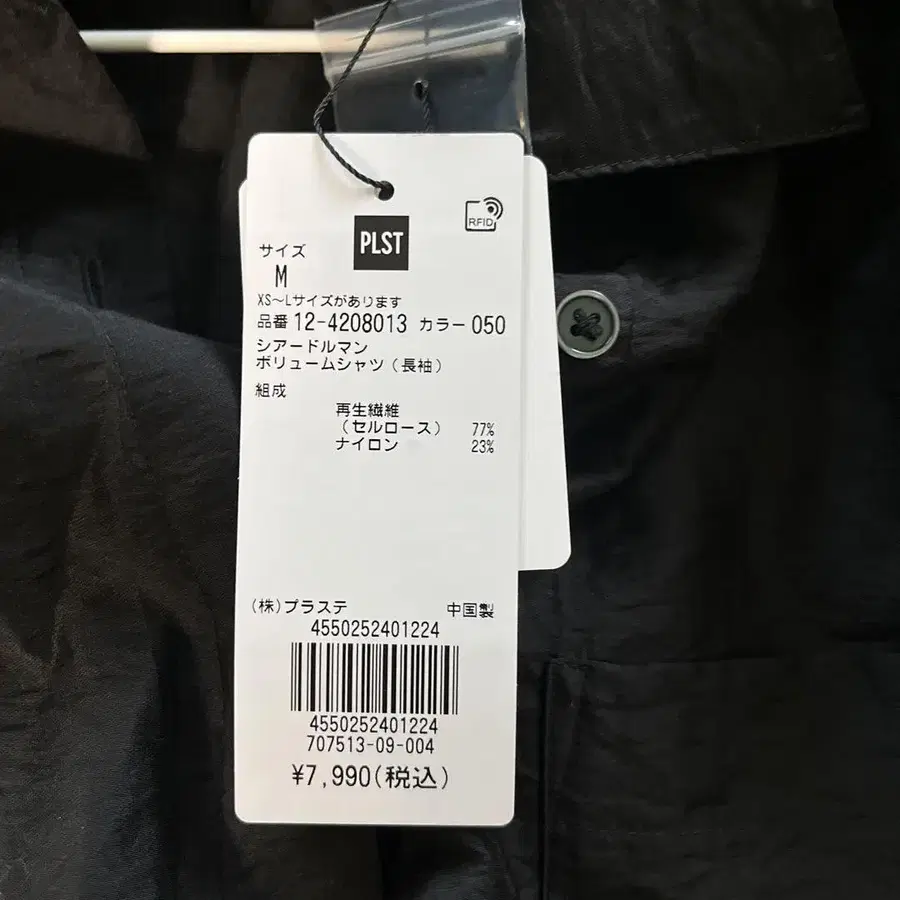 PLST
RFID
サイズ
M
XS～Lサイズがあります
品番 12-4208013 カラー 050
シアードルマン
ボリュームシャツ（長袖）
組成
再生繊維
（セルロース） 77%
ナイロン 23%
（株）プラステ 中国製
4550252401224
4550252401224
707513-09-004
¥7,990(税込)